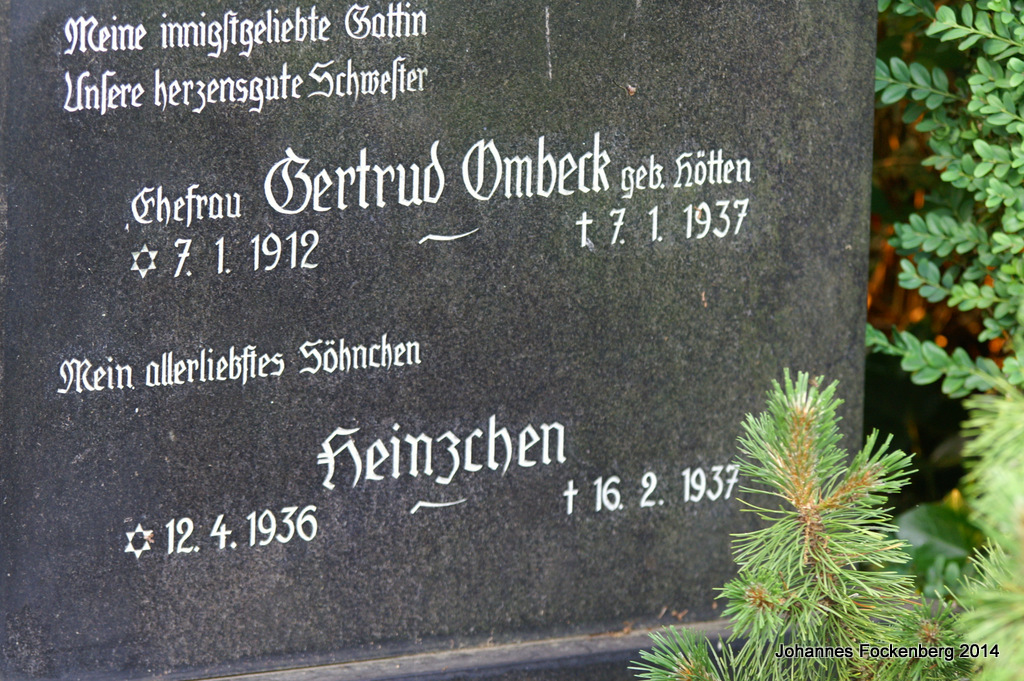 Meine innigstgeliebte Gattin
Unsere herzensgute Schwester
Ehefrau Gertrud Ombeck geb. Hötten
✡ 7. 1. 1912 — † 7. 1. 1937
Mein allerliebstes Söhnchen
Heinzchen
✡ 12. 4. 1936 — † 16. 2. 1937
Johannes Fockenberg 2014